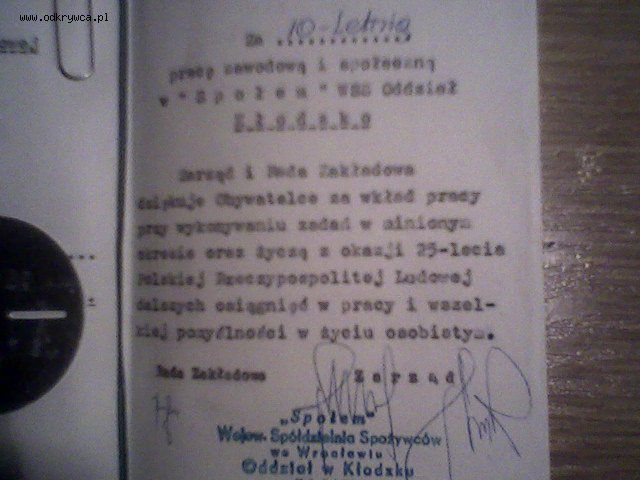 www.odkrywca.pl
Za 10-Letnią
pracę zawodową i społeczną
w "Społem" WSS Oddział
Kłodzko
Zarząd i Rada Zakładowa
dziękuje Obywatelce za wkład pracy
przy wykonywaniu zadań w minionym
okresie oraz życzą z okazji 25-lecia
Polskiej Rzeczypospolitej Ludowej
dalszych osiągnięć w pracy i wszel-
kiej pomyślności w życiu osobistym.
Rada Zakładowa Zarząd
„Społem"
Wojew. Spółdzielnia Spożywców
we Wrocławiu
Oddział w Kłodzku